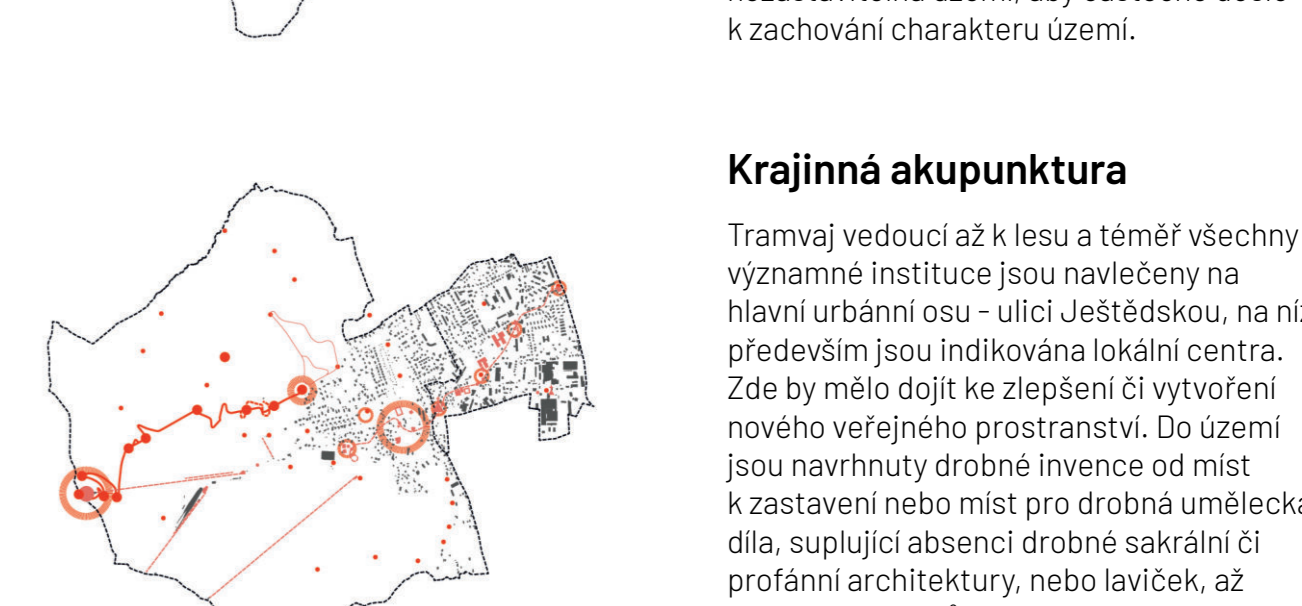 k zachování charakteru území.
Krajinná akupunktura
Tramvaj vedoucí až k lesu a téměř všechny
významné instituce jsou navlečeny na
hlavní urbánní osu - ulici Ještědskou, na níž
především jsou indikována lokální centra.
Zde by mělo dojít ke zlepšení či vytvoření
nového veřejného prostranství. Do území
jsou navrhnuty drobné invence od míst
k zastavení nebo míst pro drobná umělecká
díla, suplující absenci drobné sakrální či
profánní architektury, nebo laviček, až